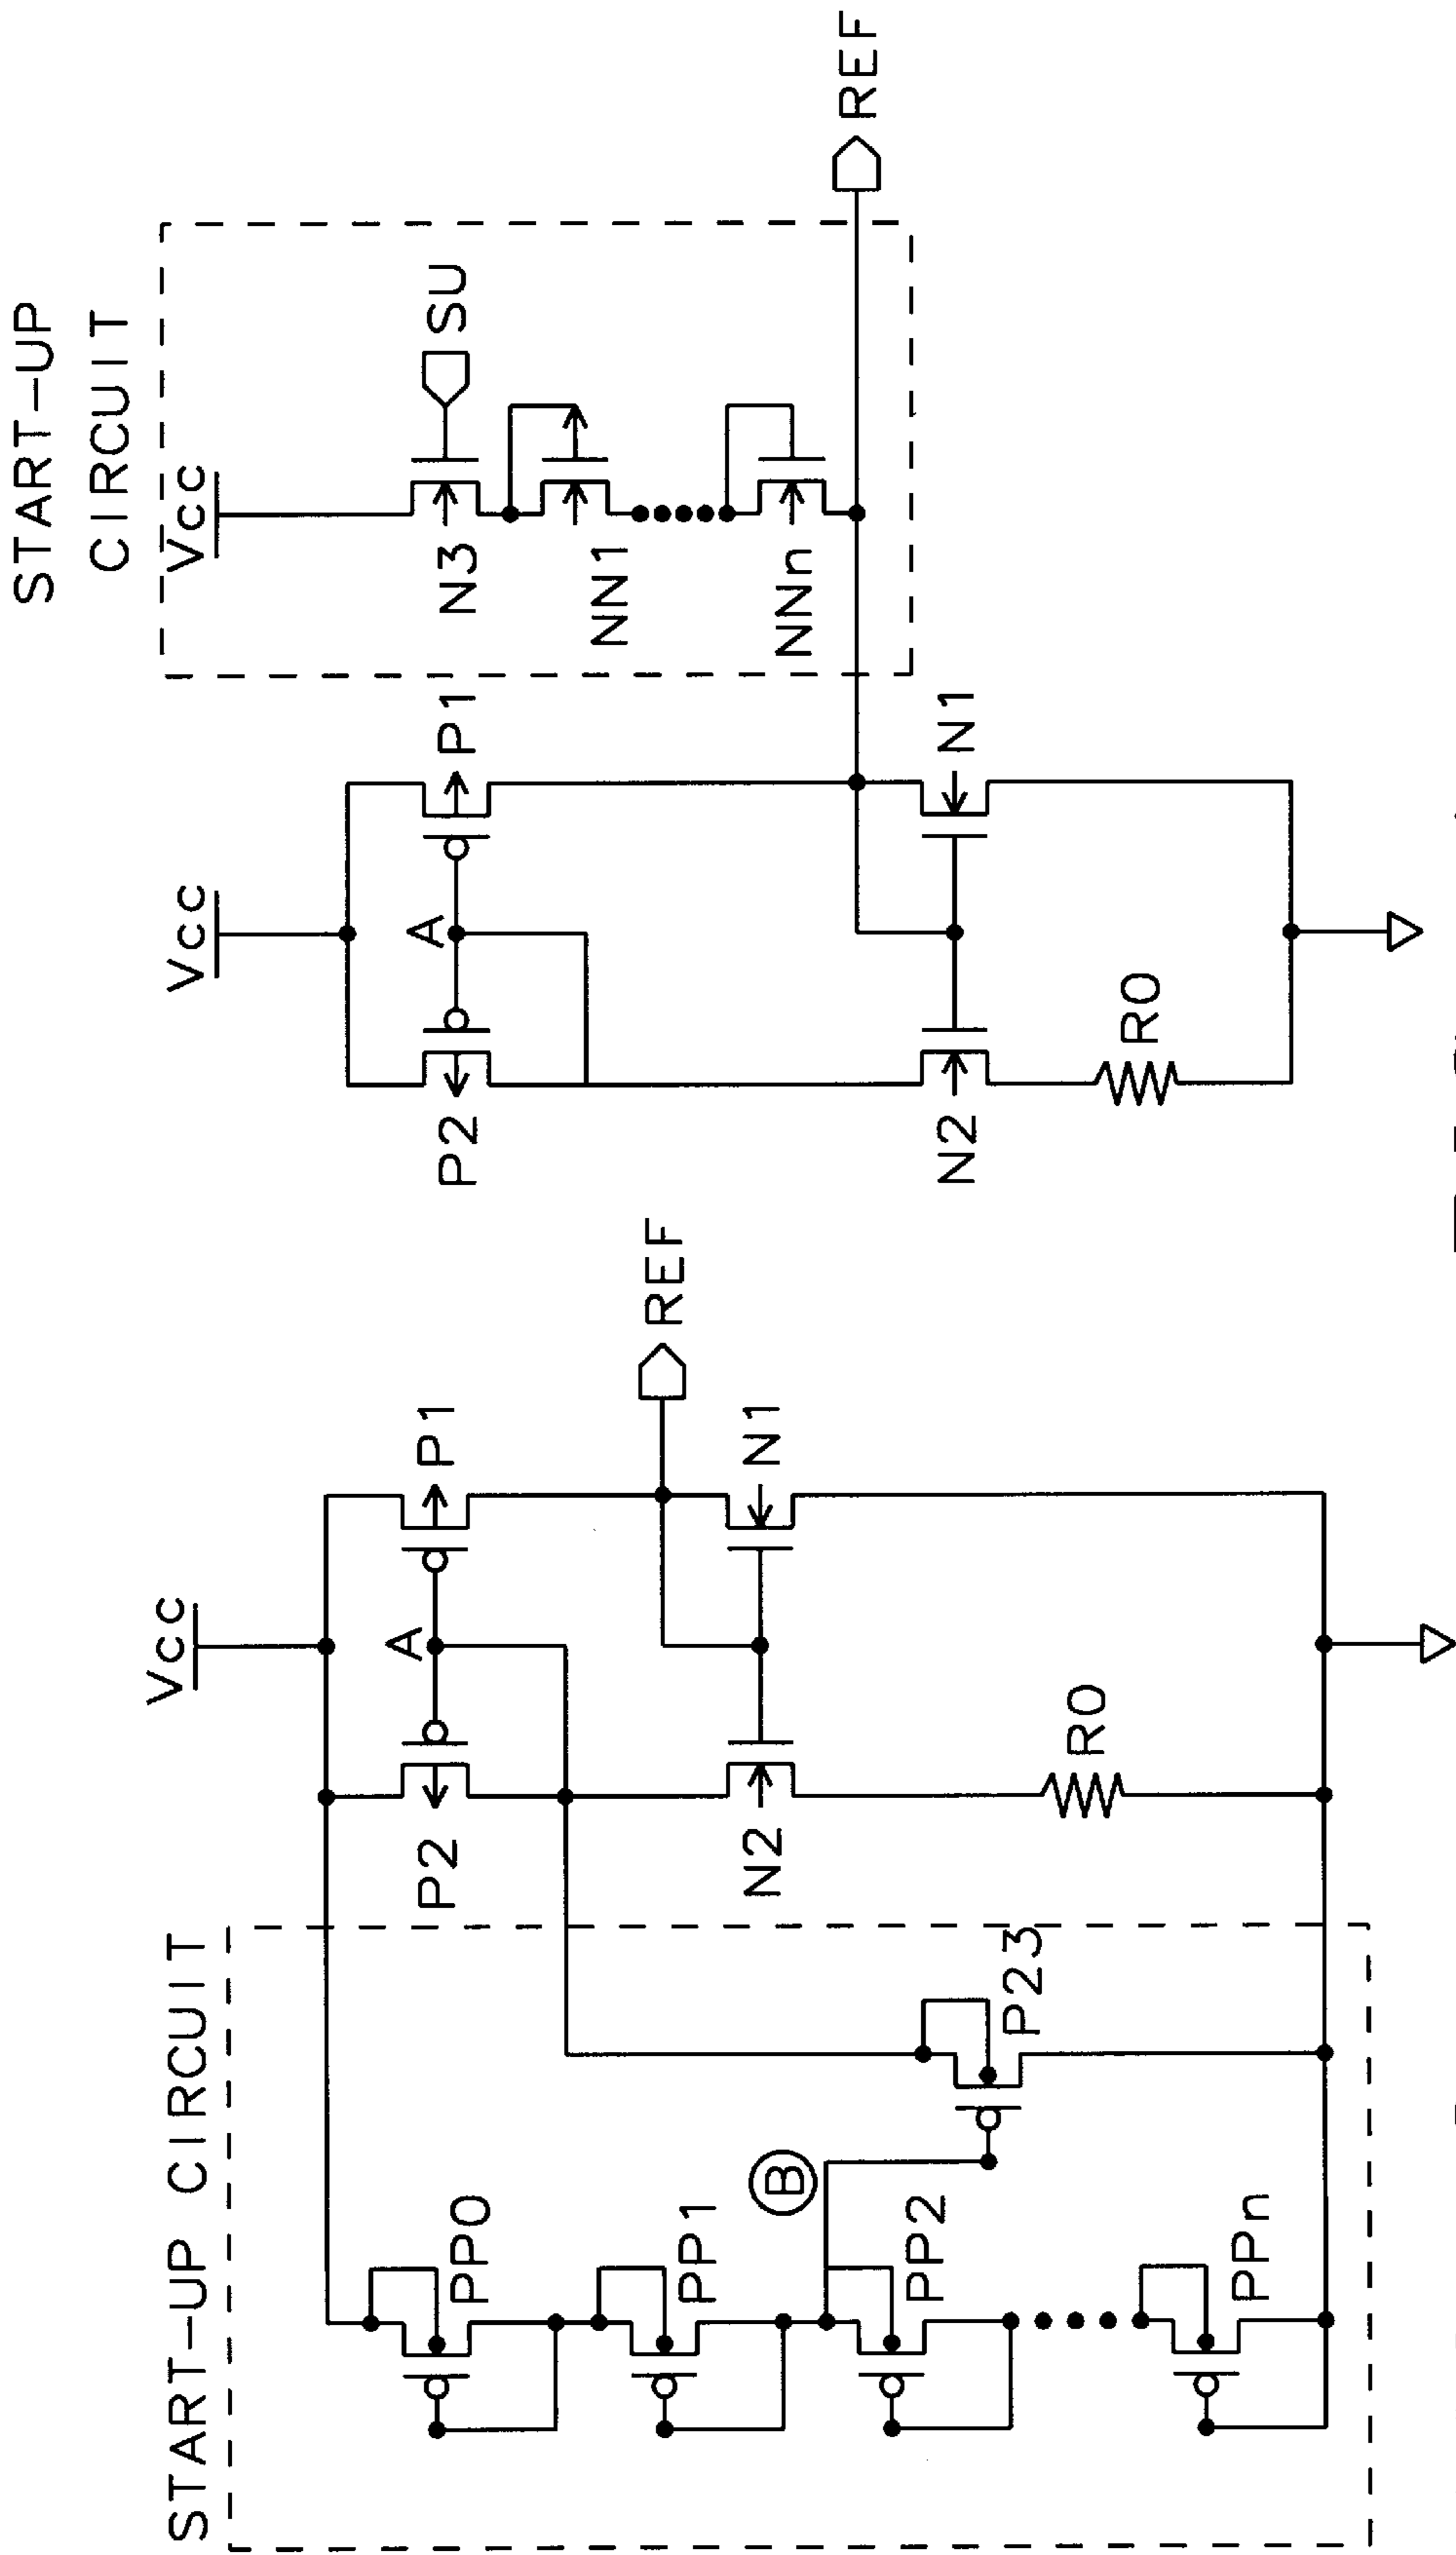 START-UP CIRCUIT
Vcc
P2
A
P1
PP0
REF
PP1
N2
N1
B
PP2
P23
R0
PPn
START-UP
CIRCUIT
Vcc
Vcc
P2
A
P1
N3
SU
NN1
NNn
REF
N2
N1
R0